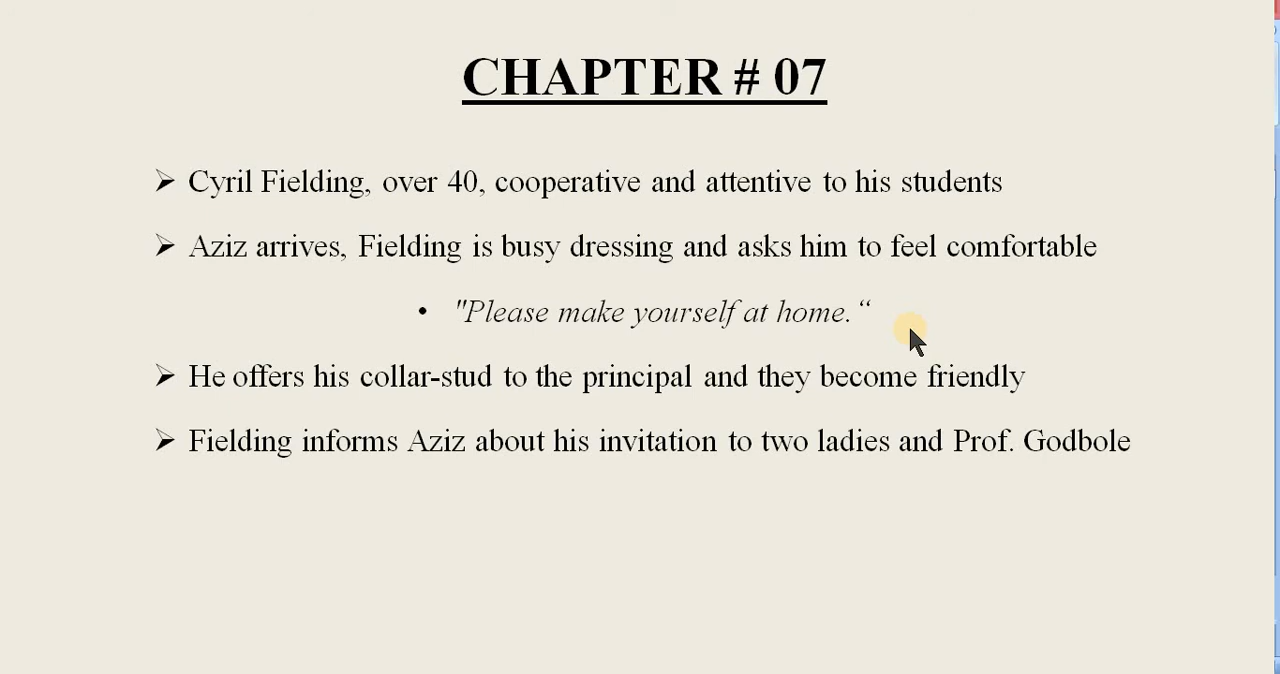 CHAPTER # 07
➢ Cyril Fielding, over 40, cooperative and attentive to his students
➢ Aziz arrives, Fielding is busy dressing and asks him to feel comfortable
• "Please make yourself at home.“
➢ He offers his collar-stud to the principal and they become friendly
➢ Fielding informs Aziz about his invitation to two ladies and Prof. Godbole